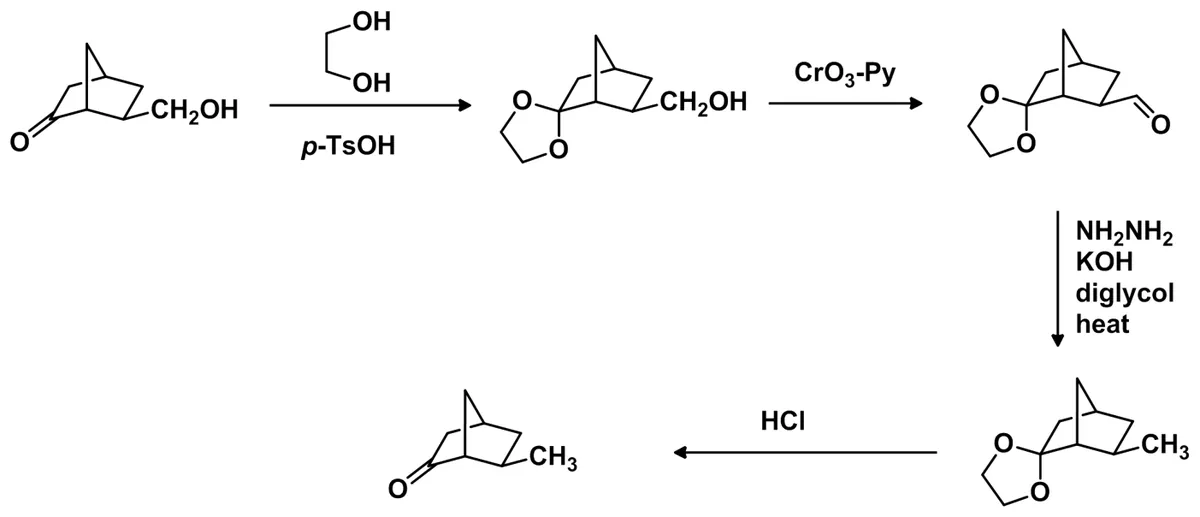 OH
OH
p-TsOH
O
CH₂OH
O
O
CH₂OH
CrO₃-Py
O
O
O
NH₂NH₂
KOH
diglycol
heat
O
O
CH₃
HCl
O
CH₃